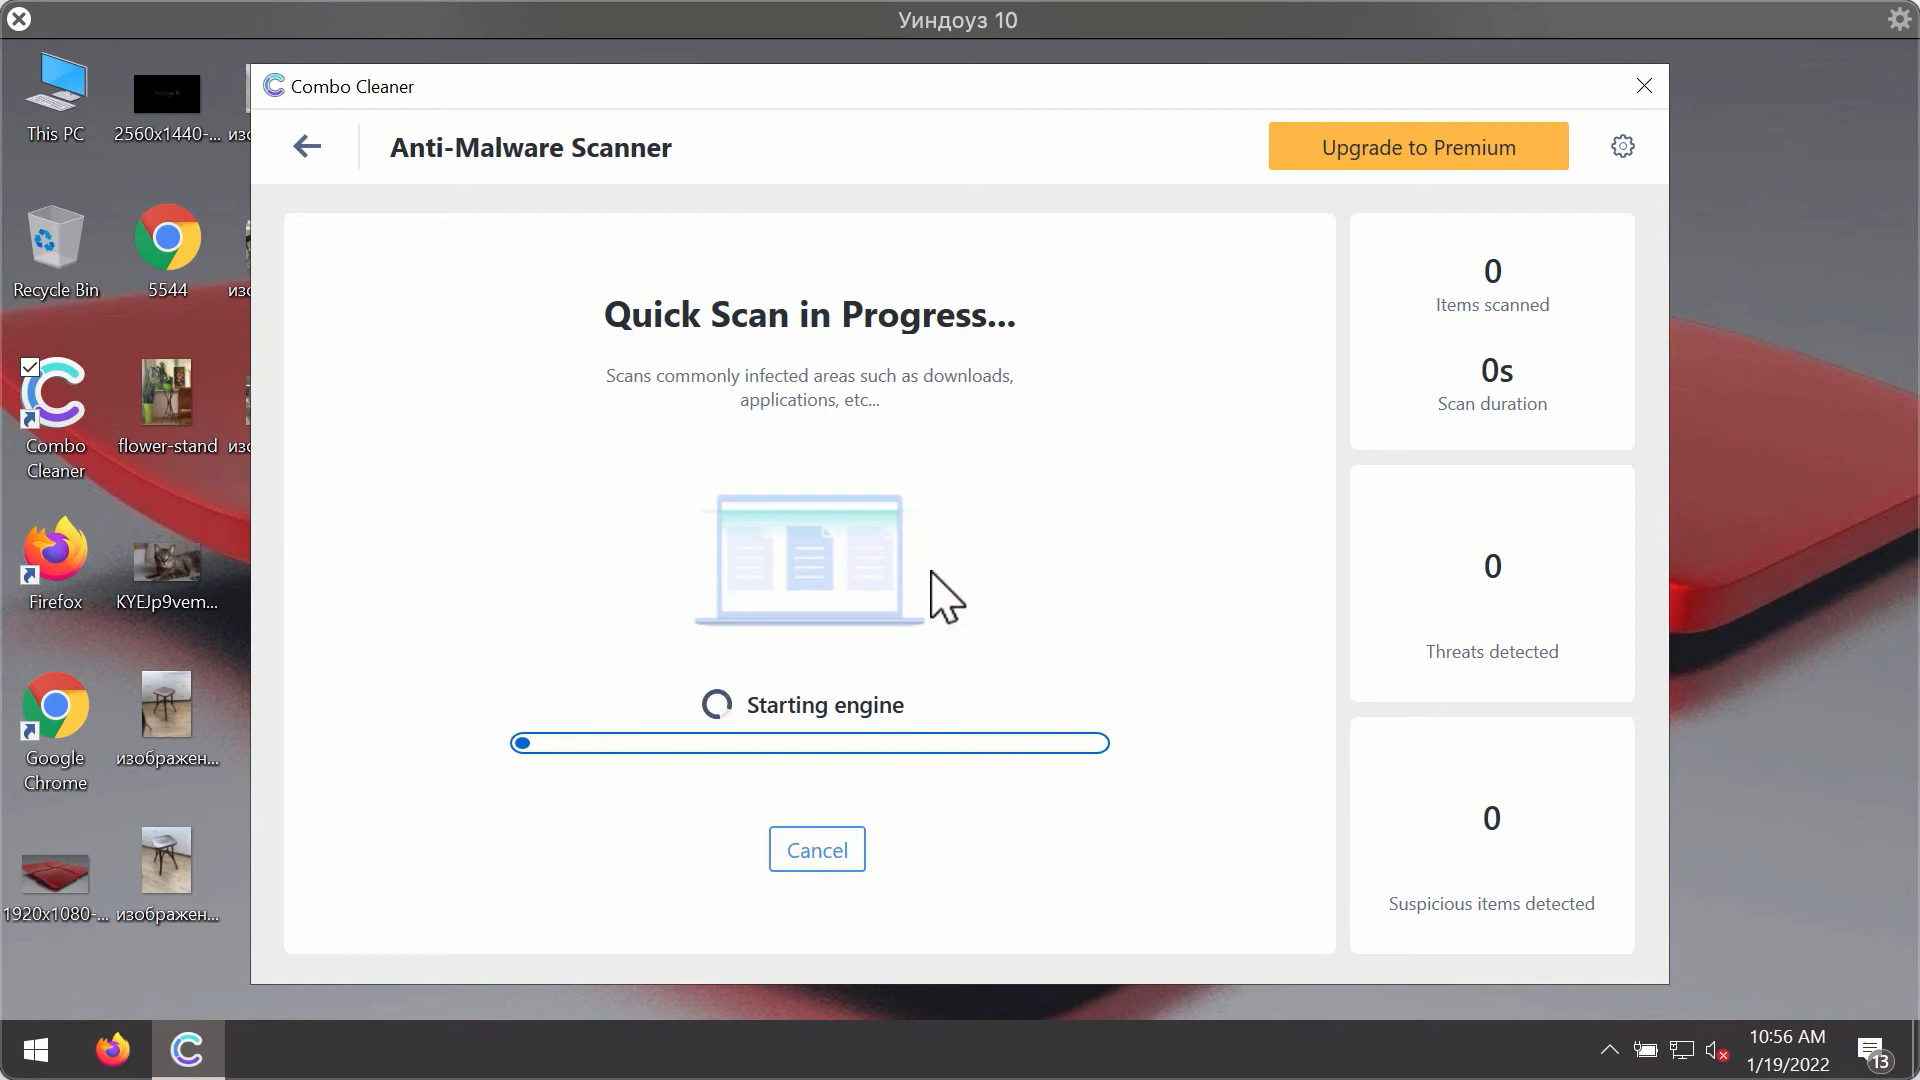 Уиндоуз 10
This PC
2560x1440-...
Recycle Bin
5544
Combo
Cleaner
flower-stand
Firefox
KYEJp9vem...
Google
Chrome
изображен...
1920x1080-...
изображен...
изо
изо
изо
Combo Cleaner
Anti-Malware Scanner
Upgrade to Premium
Quick Scan in Progress...
Scans commonly infected areas such as downloads,
applications, etc...
Starting engine
Cancel
0
Items scanned
0s
Scan duration
0
Threats detected
0
Suspicious items detected
10:56 AM
1/19/2022
13